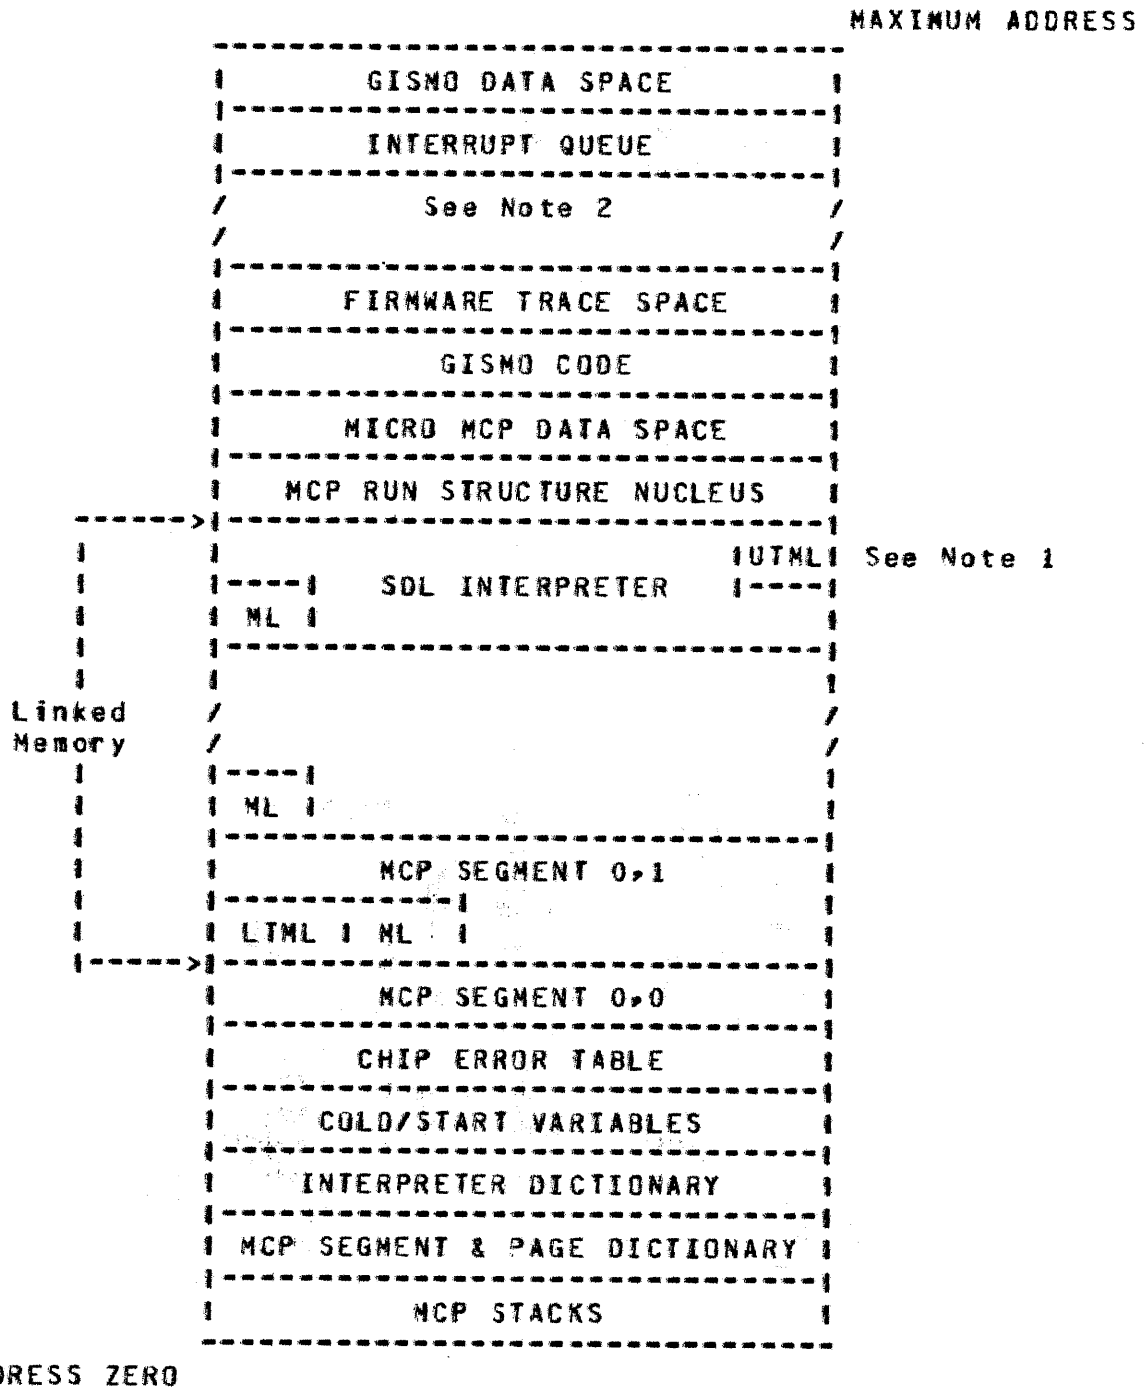 MAXIMUM ADDRESS
GISMO DATA SPACE
INTERRUPT QUEUE
See Note 2
FIRMWARE TRACE SPACE
GISMO CODE
MICRO MCP DATA SPACE
MCP RUN STRUCTURE NUCLEUS
UTML See Note 1
SDL INTERPRETER
ML
Linked
Memory
ML
MCP SEGMENT 0,1
LTML ML
MCP SEGMENT 0,0
CHIP ERROR TABLE
COLD/START VARIABLES
INTERPRETER DICTIONARY
MCP SEGMENT & PAGE DICTIONARY
MCP STACKS
DRESS ZERO